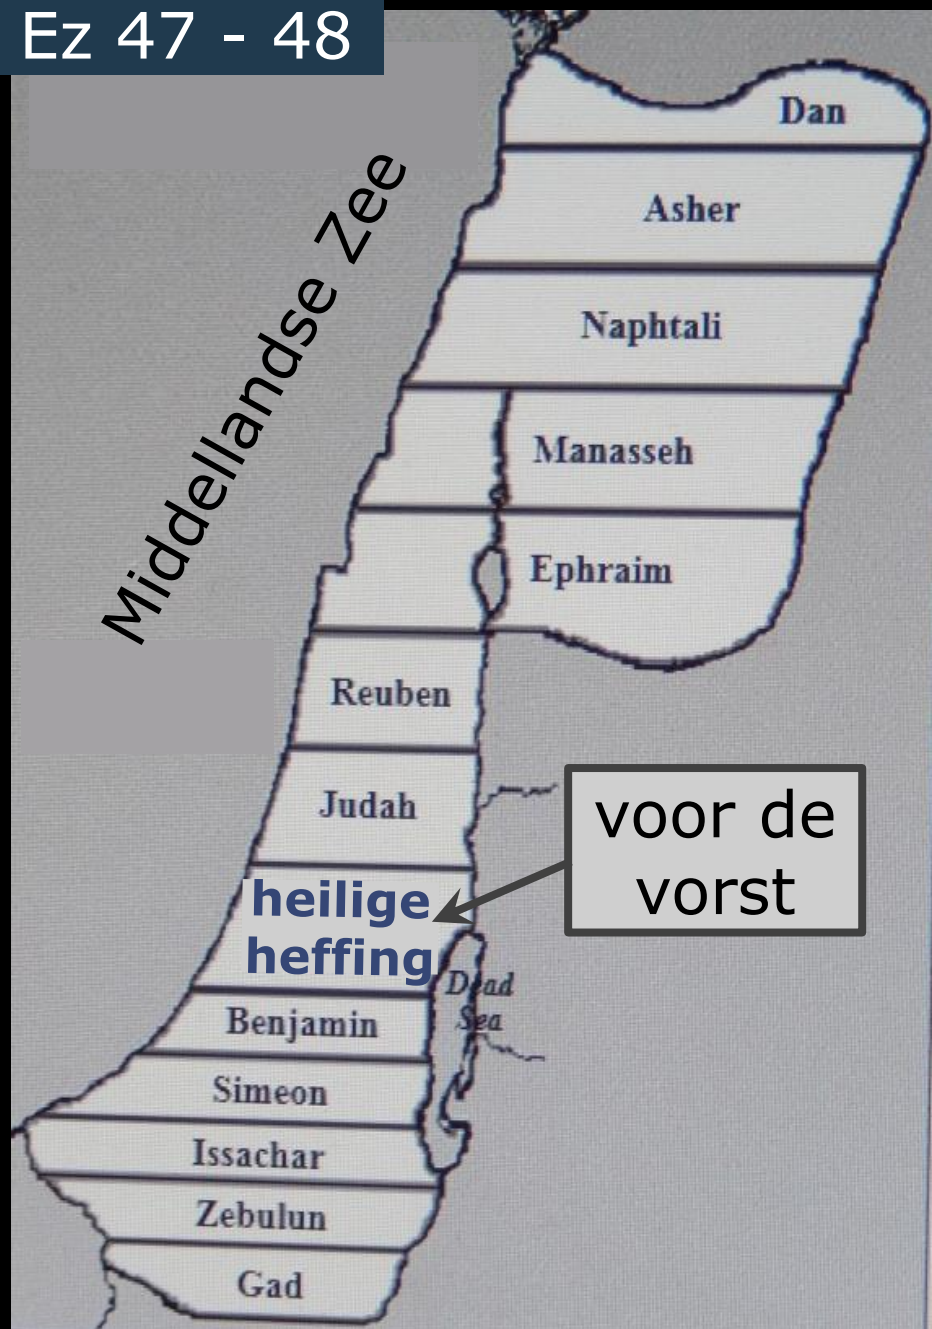 Ez 47 - 48
Dan
Middellandse Zee
Asher
Naphtali
Manasseh
Ephraim
Reuben
Judah
voor de
vorst
heilige
heffing
Dead
Sea
Benjamin
Simeon
Issachar
Zebulun
Gad